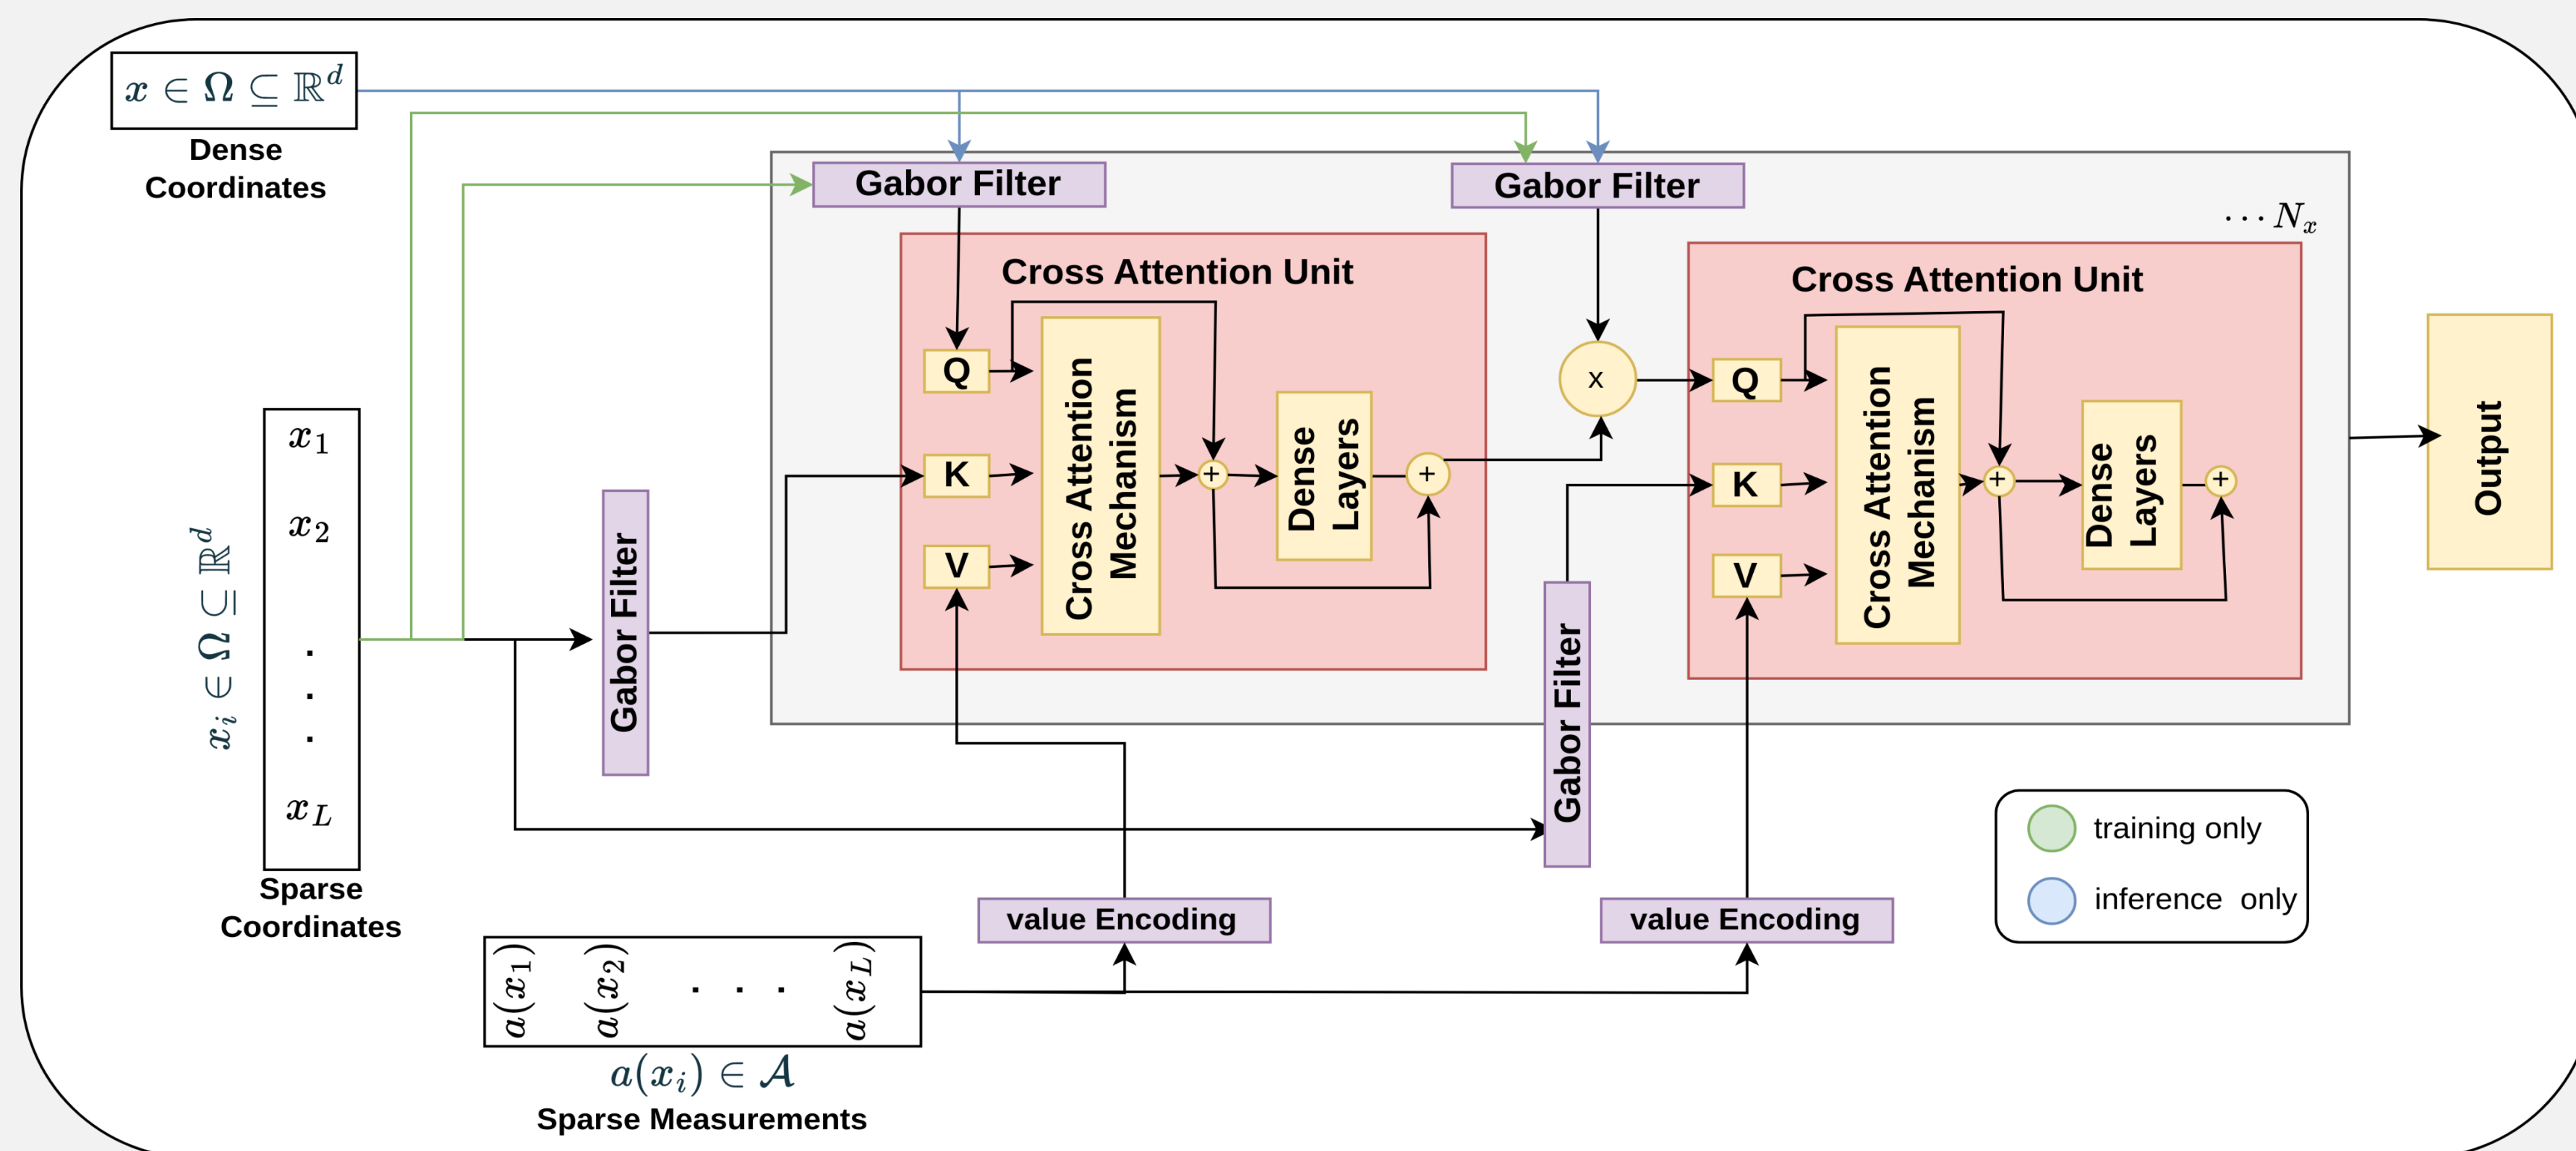 x ∈ Ω ⊆ ℝ^d
Dense
Coordinates
Gabor Filter
Gabor Filter
⋯ N_x
Cross Attention Unit
Q
K
V
Cross Attention
Mechanism
+
Dense
Layers
+
x
Cross Attention Unit
Q
K
V
Cross Attention
Mechanism
+
Dense
Layers
+
Output
x_i ∈ Ω ⊆ ℝ^d
x_1
x_2
.
.
.
x_L
Sparse
Coordinates
Gabor Filter
Gabor Filter
value Encoding
value Encoding
a(x_1) a(x_2) . . . a(x_L)
a(x_i) ∈ 𝒜
Sparse Measurements
training only
inference only